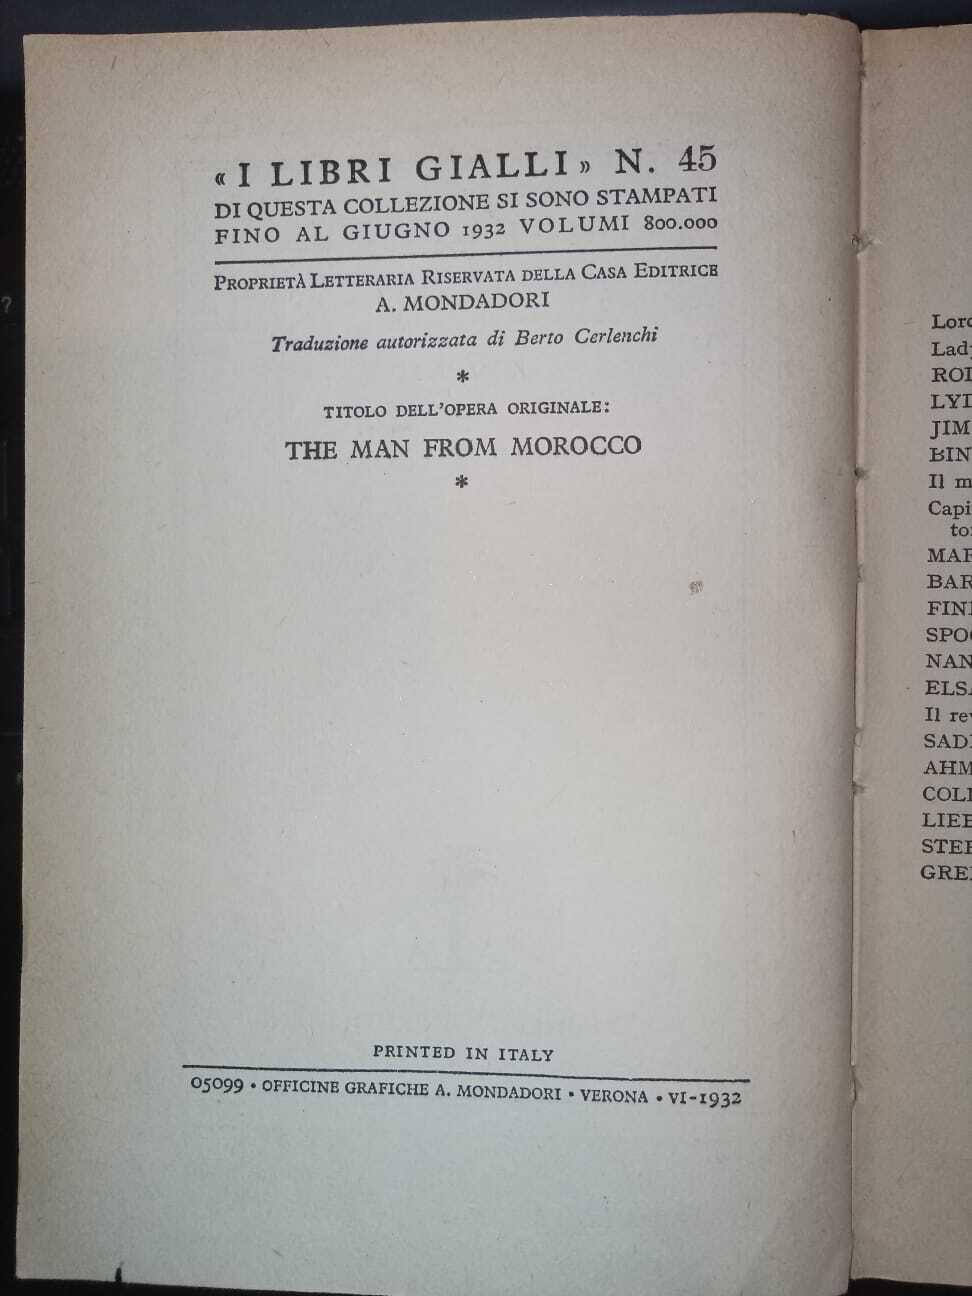 « I LIBRI GIALLI » N. 45
DI QUESTA COLLEZIONE SI SONO STAMPATI
FINO AL GIUGNO 1932 VOLUMI 800.000
PROPRIETÀ LETTERARIA RISERVATA DELLA CASA EDITRICE
A. MONDADORI
Traduzione autorizzata di Berto Cerlenchi
*
TITOLO DELL'OPERA ORIGINALE:
THE MAN FROM MOROCCO
*
PRINTED IN ITALY
05099 • OFFICINE GRAFICHE A. MONDADORI • VERONA • VI-1932
Il